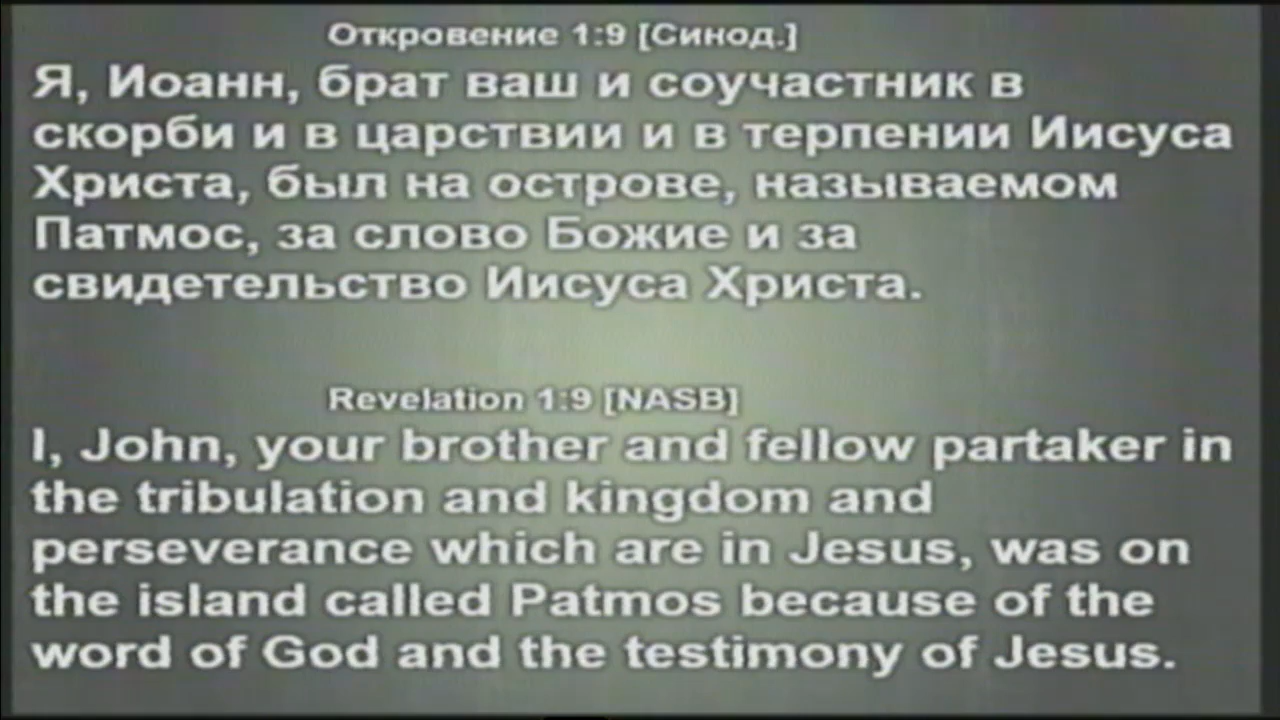 Откровение 1:9 [Синод.]
Я, Иоанн, брат ваш и соучастник в
скорби и в царствии и в терпении Иисуса
Христа, был на острове, называемом
Патмос, за слово Божие и за
свидетельство Иисуса Христа.
Revelation 1:9 [NASB]
I, John, your brother and fellow partaker in
the tribulation and kingdom and
perseverance which are in Jesus, was on
the island called Patmos because of the
word of God and the testimony of Jesus.